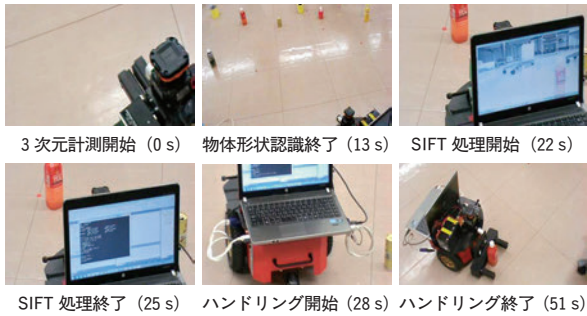 3 次元計測開始（0 s）
物体形状認識終了（13 s）
SIFT 処理開始（22 s）
SIFT 処理終了（25 s）
ハンドリング開始（28 s）
ハンドリング終了（51 s）